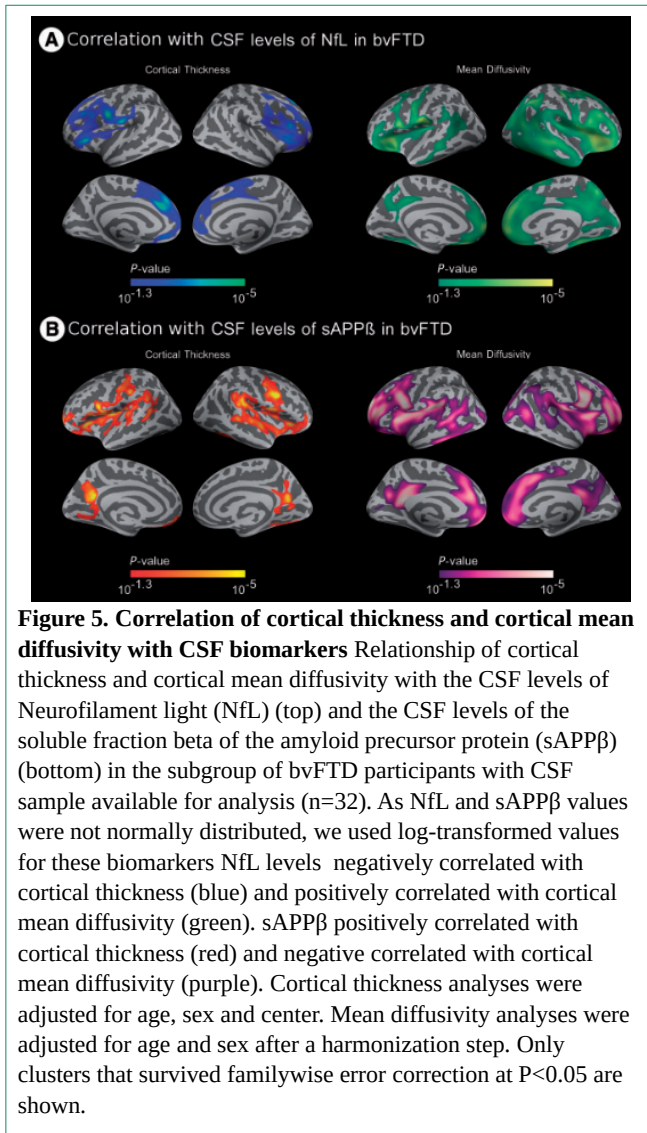 A Correlation with CSF levels of NfL in bvFTD
Cortical Thickness
Mean Diffusivity
P-value
10-1.3 10-5
P-value
10-1.3 10-5
B Correlation with CSF levels of sAPPß in bvFTD
Cortical Thickness
Mean Diffusivity
P-value
10-1.3 10-5
P-value
10-1.3 10-5
Figure 5. Correlation of cortical thickness and cortical mean
diffusivity with CSF biomarkers Relationship of cortical
thickness and cortical mean diffusivity with the CSF levels of
Neurofilament light (NfL) (top) and the CSF levels of the
soluble fraction beta of the amyloid precursor protein (sAPPβ)
(bottom) in the subgroup of bvFTD participants with CSF
sample available for analysis (n=32). As NfL and sAPPβ values
were not normally distributed, we used log-transformed values
for these biomarkers NfL levels negatively correlated with
cortical thickness (blue) and positively correlated with cortical
mean diffusivity (green). sAPPβ positively correlated with
cortical thickness (red) and negative correlated with cortical
mean diffusivity (purple). Cortical thickness analyses were
adjusted for age, sex and center. Mean diffusivity analyses were
adjusted for age and sex after a harmonization step. Only
clusters that survived familywise error correction at P<0.05 are
shown.